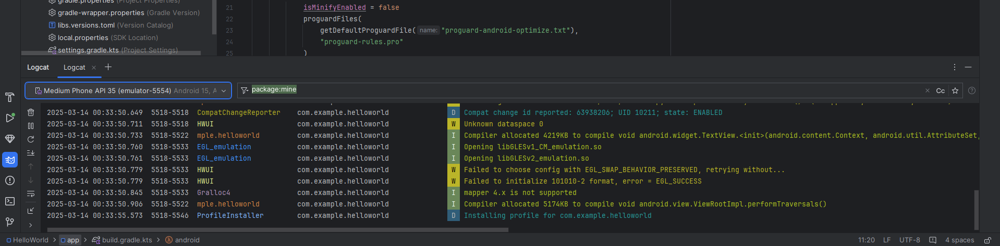 gradle.properties (Project Properties)
gradle-wrapper.properties (Gradle Version)
libs.versions.toml (Version Catalog)
local.properties (SDK Location)
settings.gradle.kts (Project Settings)
21 isMinifyEnabled = false
22 proguardFiles(
23 getDefaultProguardFile( name: "proguard-android-optimize.txt"),
24 "proguard-rules.pro"
25 )
Logcat Logcat
Medium Phone API 35 (emulator-5554) Android 15, A
package:mine
Cc
2025-03-14 00:33:50.649 5518-5518 CompatChangeReporter com.example.helloworld D Compat change id reported: 63938206; UID 10211; state: ENABLED
2025-03-14 00:33:50.711 5518-5518 HWUI com.example.helloworld W Unknown dataspace 0
2025-03-14 00:33:50.733 5518-5522 mple.helloworld com.example.helloworld I Compiler allocated 4219KB to compile void android.widget.TextView.<init>(android.content.Context, android.util.AttributeSet,
2025-03-14 00:33:50.760 5518-5533 EGL_emulation com.example.helloworld I Opening libGLESv1_CM_emulation.so
2025-03-14 00:33:50.761 5518-5533 EGL_emulation com.example.helloworld I Opening libGLESv2_emulation.so
2025-03-14 00:33:50.779 5518-5533 HWUI com.example.helloworld W Failed to choose config with EGL_SWAP_BEHAVIOR_PRESERVED, retrying without...
2025-03-14 00:33:50.779 5518-5533 HWUI com.example.helloworld W Failed to initialize 101010-2 format, error = EGL_SUCCESS
2025-03-14 00:33:50.845 5518-5533 Gralloc4 com.example.helloworld I mapper 4.x is not supported
2025-03-14 00:33:50.906 5518-5522 mple.helloworld com.example.helloworld I Compiler allocated 5174KB to compile void android.view.ViewRootImpl.performTraversals()
2025-03-14 00:33:55.573 5518-5546 ProfileInstaller com.example.helloworld D Installing profile for com.example.helloworld
HelloWorld > app > build.gradle.kts > android
11:20 LF UTF-8 4 spaces